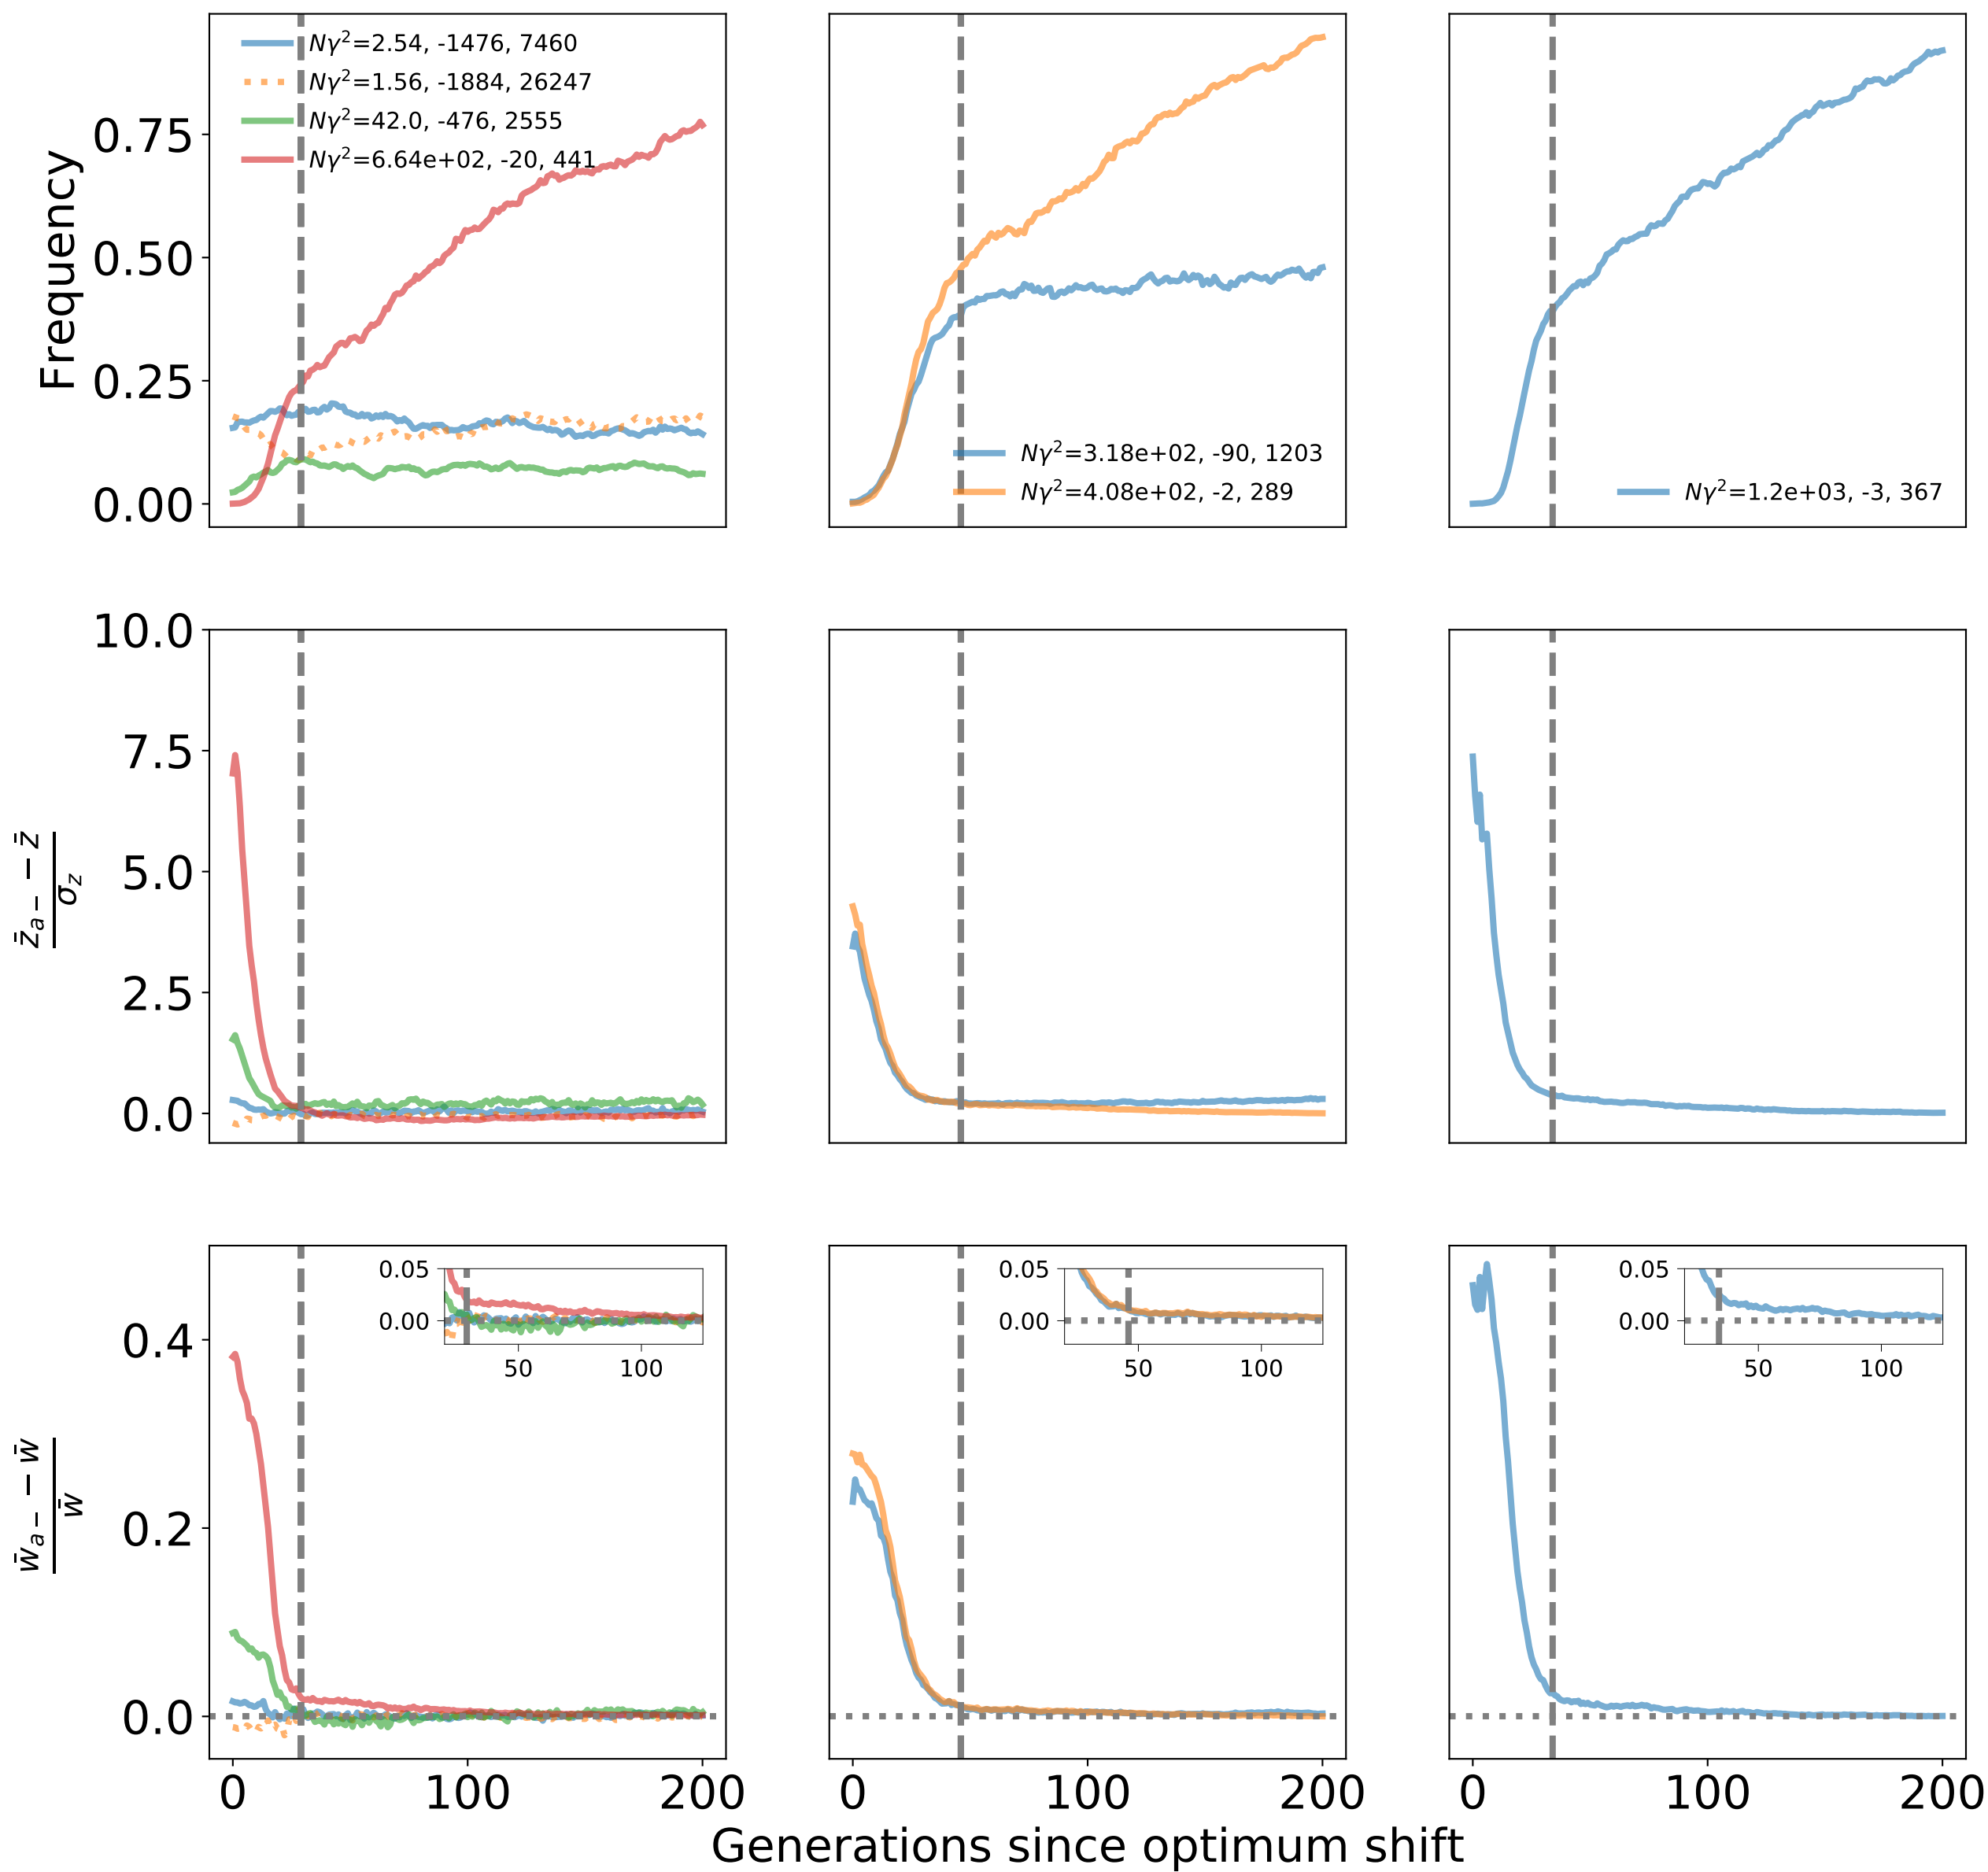 Frequency
0.75
0.50
0.25
0.00
Nγ²=2.54, -1476, 7460
Nγ²=1.56, -1884, 26247
Nγ²=42.0, -476, 2555
Nγ²=6.64e+02, -20, 441
Nγ²=3.18e+02, -90, 1203
Nγ²=4.08e+02, -2, 289
Nγ²=1.2e+03, -3, 367
z̄ₐ₋ − z̄
σ_z
10.0
7.5
5.0
2.5
0.0
w̄ₐ₋ − w̄
w̄
0.4
0.2
0.0
0.05
0.00
50 100
0.05
0.00
50 100
0.05
0.00
50 100
0 100 200
0 100 200
0 100 200
Generations since optimum shift